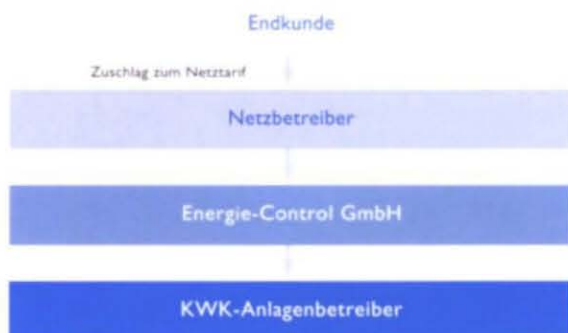 Endkunde
Zuschlag zum Netztarif
Netzbetreiber
Energie-Control GmbH
KWK-Anlagenbetreiber